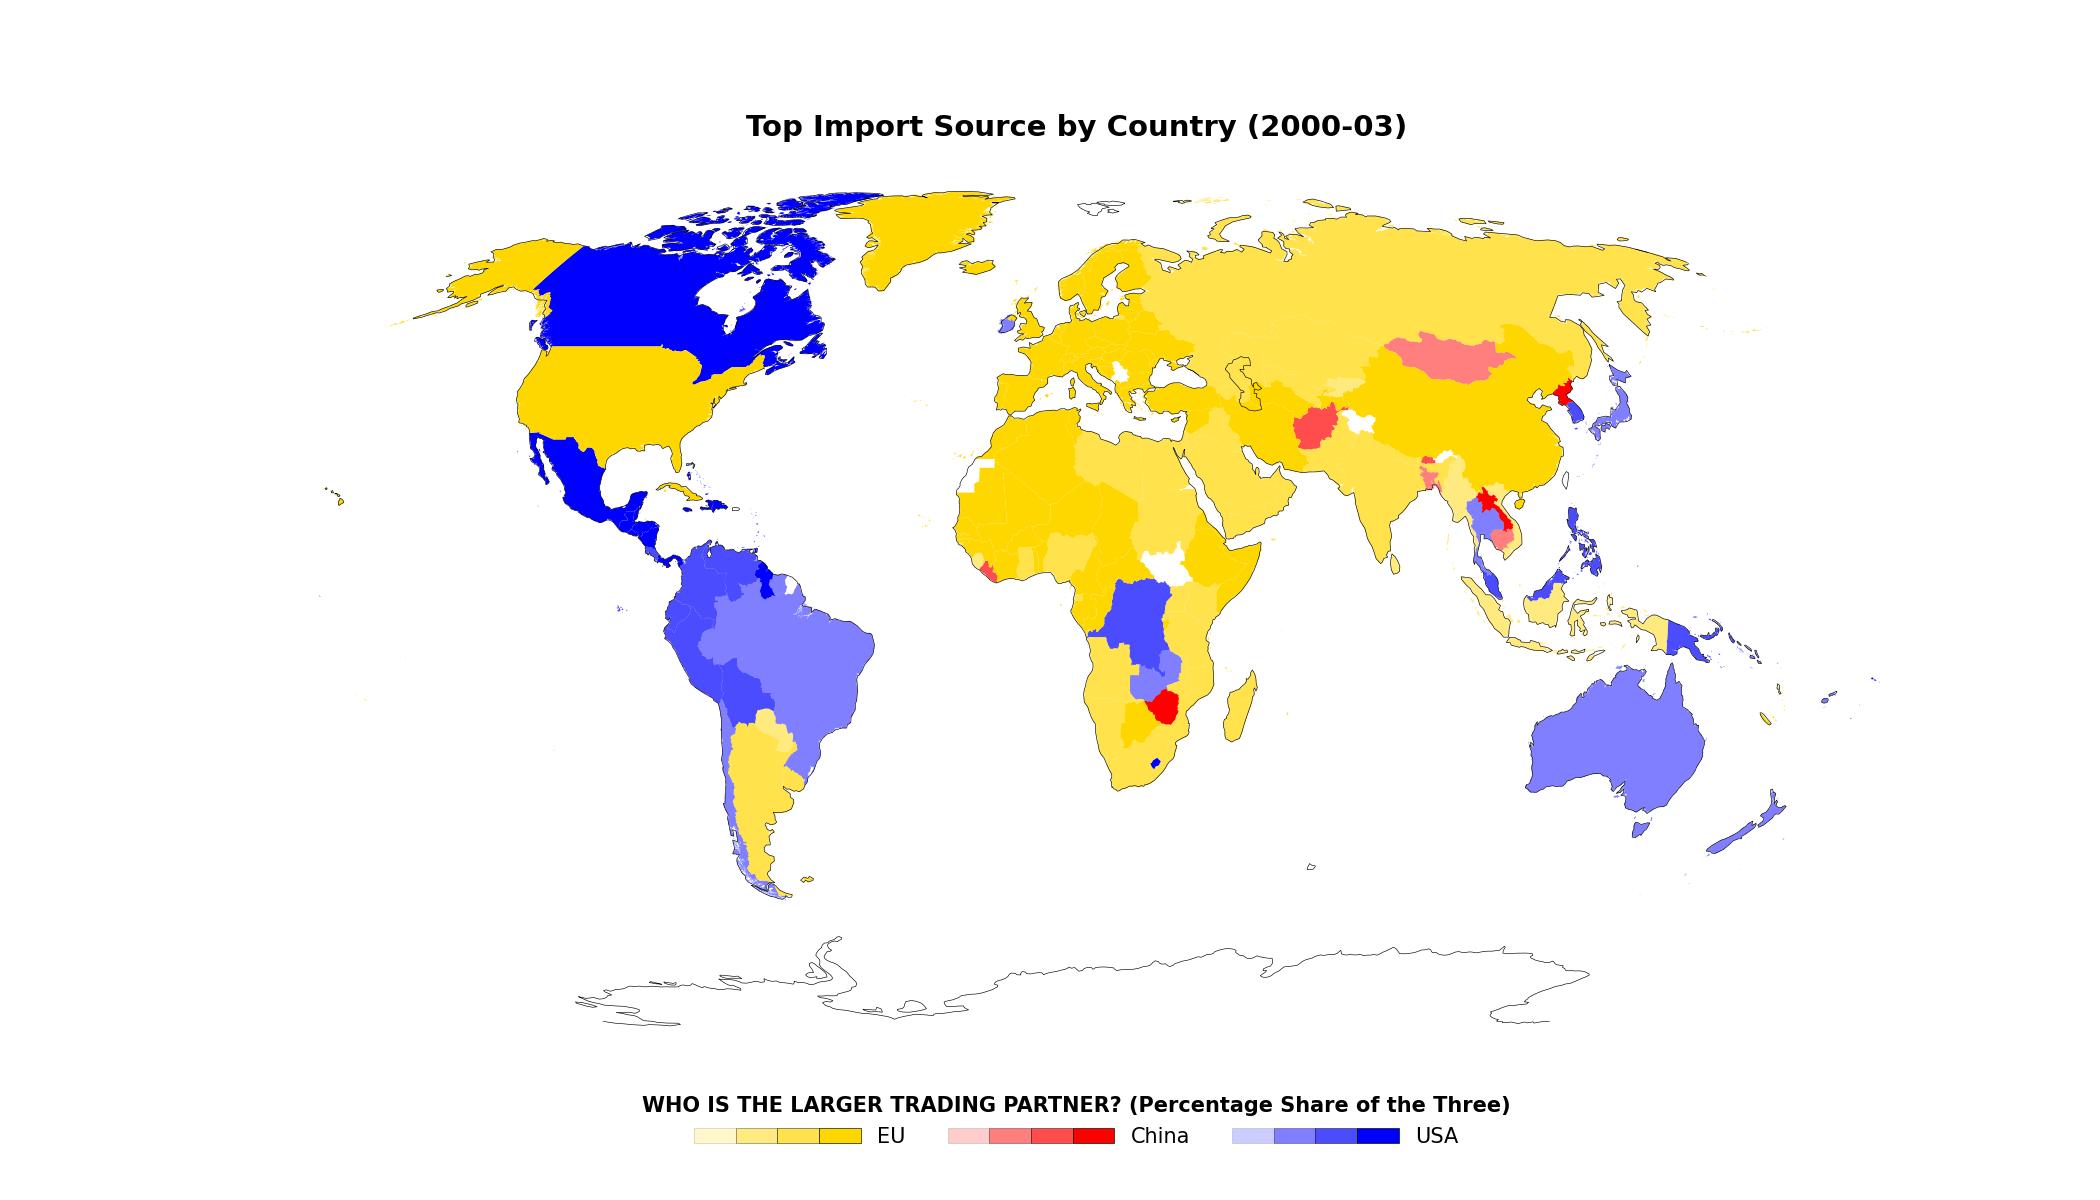 Top Import Source by Country (2000-03)
WHO IS THE LARGER TRADING PARTNER? (Percentage Share of the Three)
EU China USA